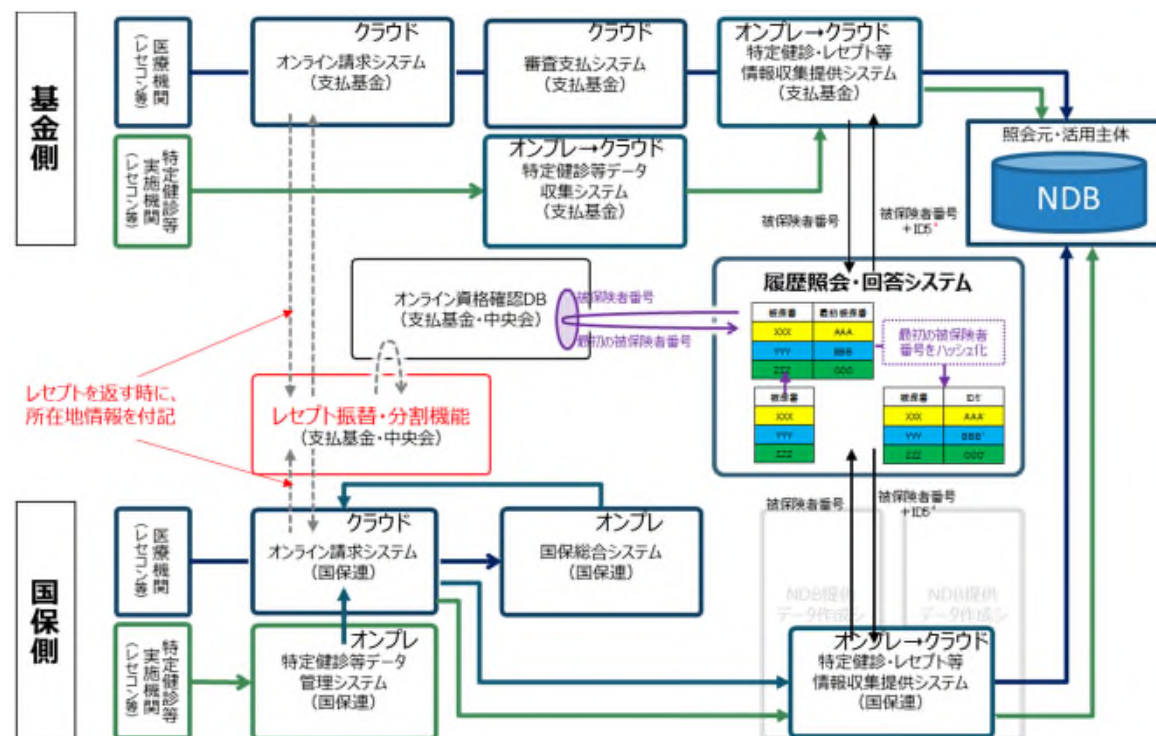 基金側
医療機関
(レセコン等)
クラウド
オンライン請求システム
(支払基金)
クラウド
審査支払システム
(支払基金)
オンプレ→クラウド
特定健診・レセプト等
情報収集提供システム
(支払基金)
特定健診等
実施機関
(レセコン等)
オンプレ→クラウド
特定健診等データ
収集システム
(支払基金)
照会元・活用主体
NDB
被保険者番号
被保険者番号
+ID5'
オンライン資格確認DB
(支払基金・中央会)
被保険者番号
最初の被保険者番号
履歴照会・回答システム
被保番
最初被保番
XXX
AAA
YYY
BBB
ZZZ
最初の被保険者
番号をハッシュ化
被保番
XXX
YYY
ZZZ
被保番
ID5'
XXX
AAA'
YYY
BBB'
ZZZ
レセプトを返す時に、
所在地情報を付記
レセプト振替・分割機能
(支払基金・中央会)
被保険者番号
被保険者番号
+ID5'
国保側
医療機関
(レセコン等)
クラウド
オンライン請求システム
(国保連)
オンプレ
国保総合システム
(国保連)
NDB提供
データ作成シ
NDB提供
データ作成シ
特定健診等
実施機関
(レセコン等)
オンプレ
特定健診等データ
管理システム
(国保連)
オンプレ→クラウド
特定健診・レセプト等
情報収集提供システム
(国保連)